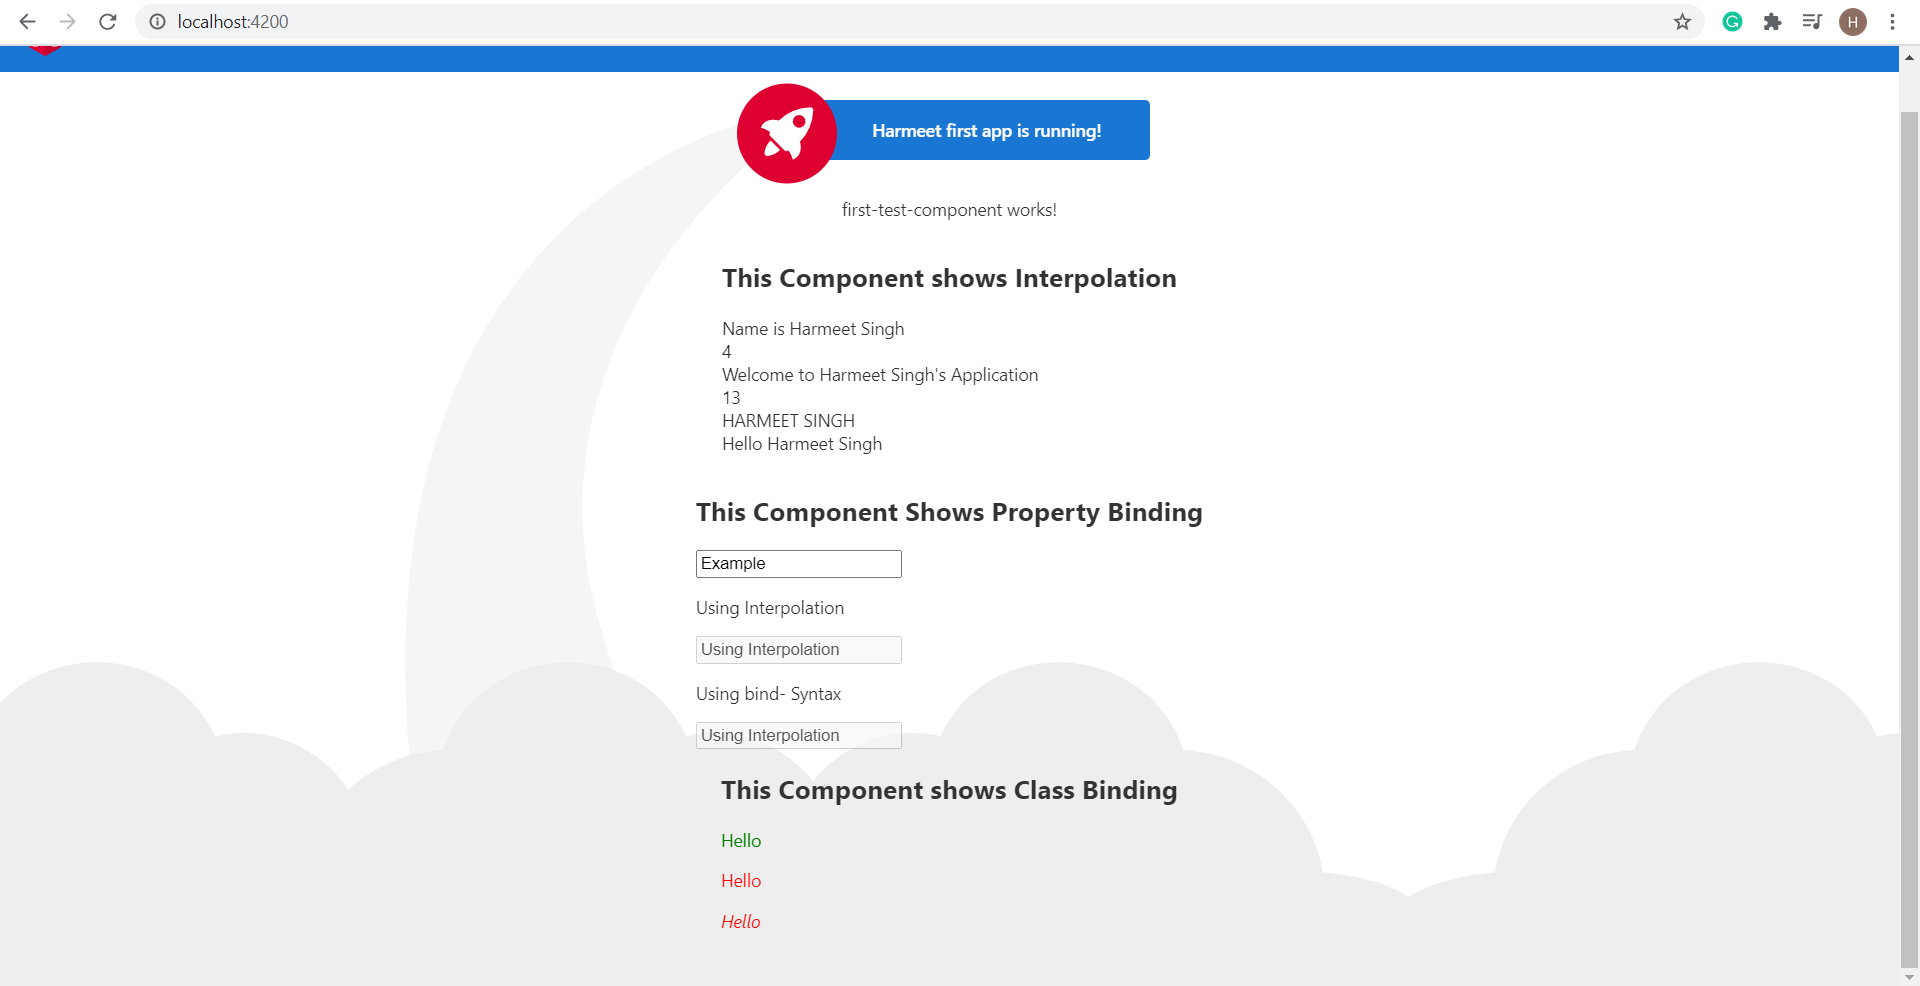 localhost:4200
H
Harmeet first app is running!
first-test-component works!
This Component shows Interpolation
Name is Harmeet Singh
4
Welcome to Harmeet Singh's Application
13
HARMEET SINGH
Hello Harmeet Singh
This Component Shows Property Binding
Example
Using Interpolation
Using Interpolation
Using bind- Syntax
Using Interpolation
This Component shows Class Binding
Hello
Hello
Hello